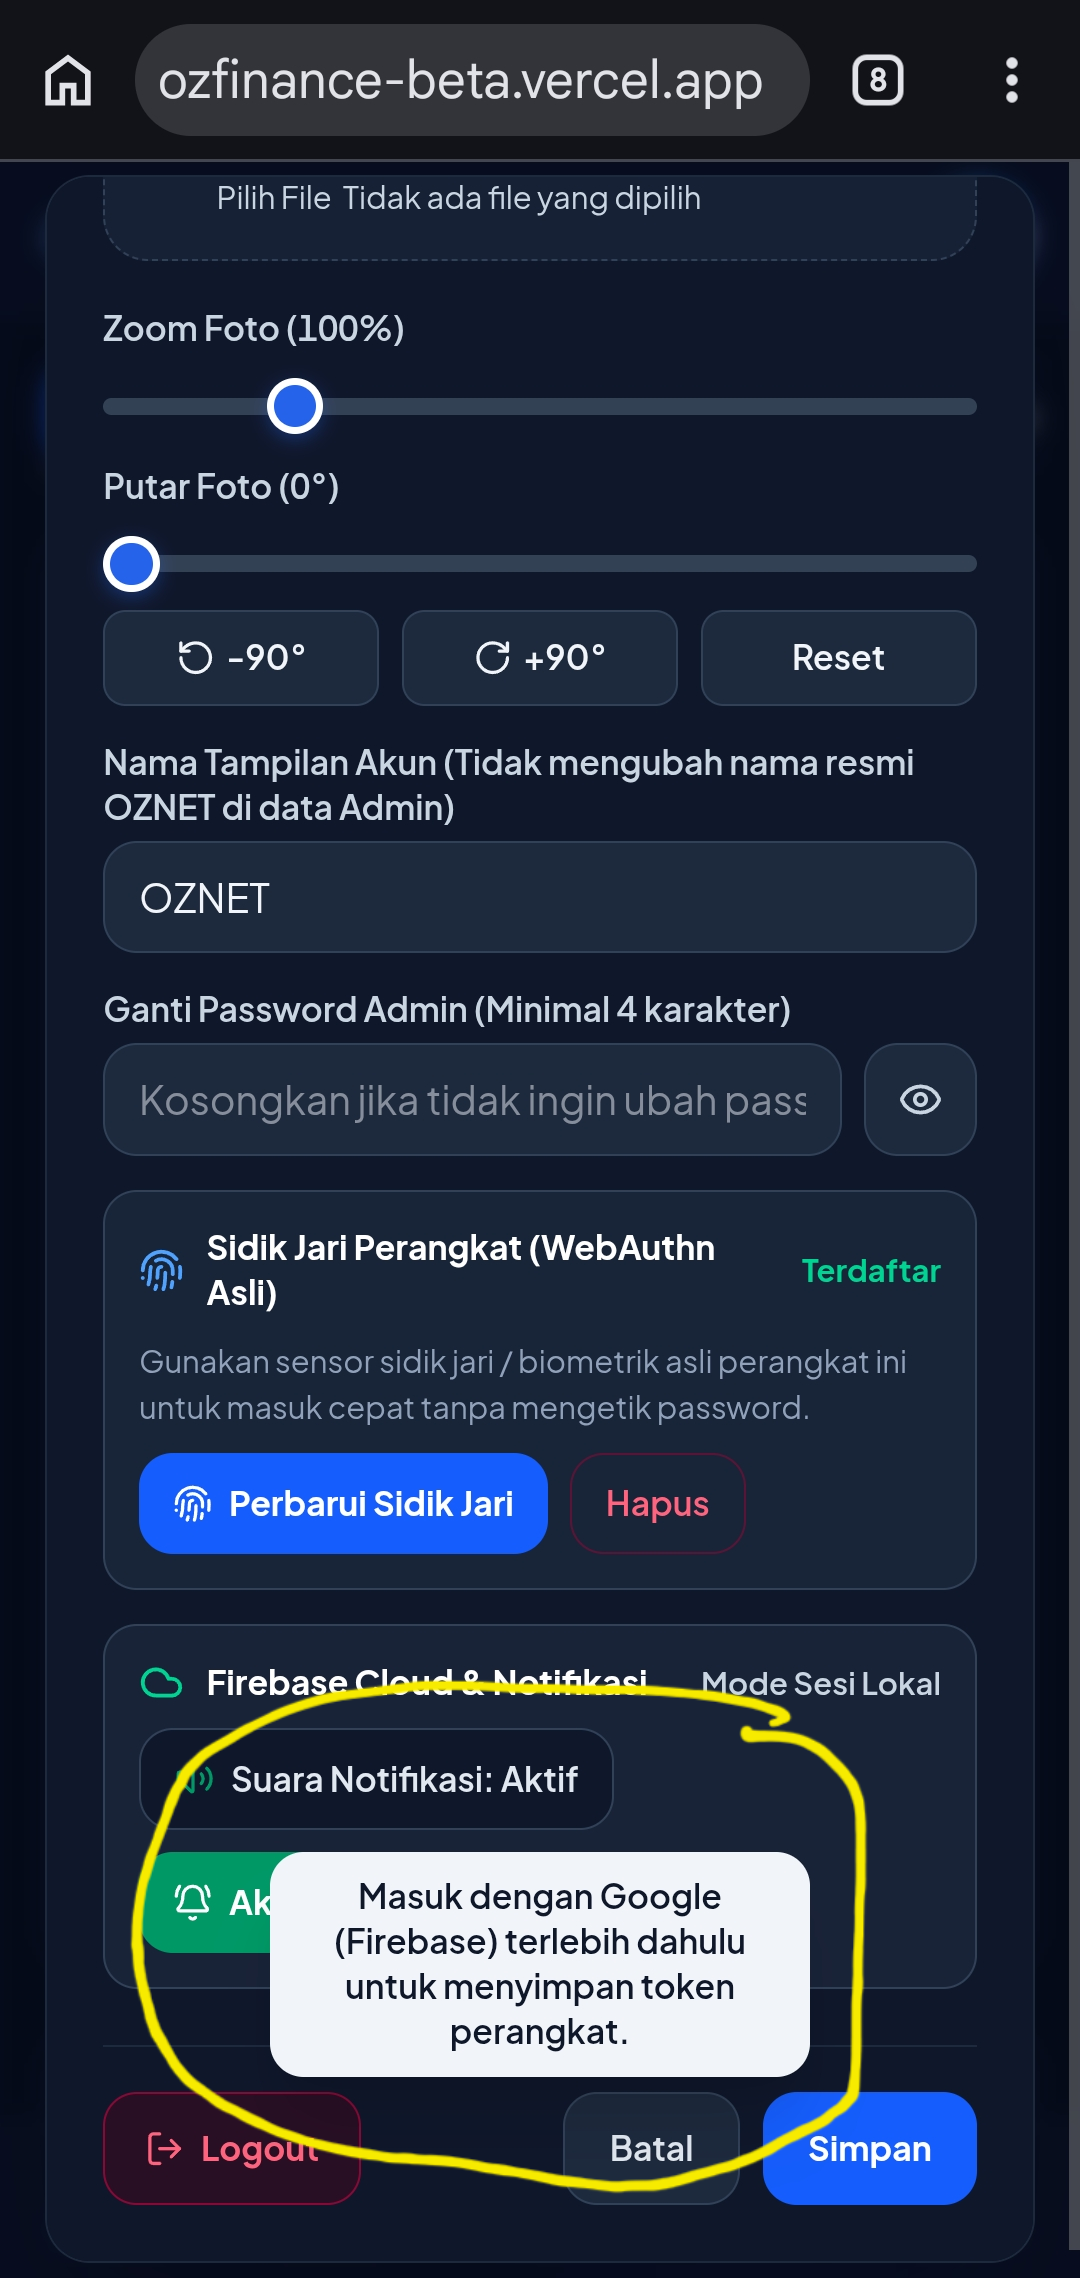 ozfinance-beta.vercel.app
8
Pilih File Tidak ada file yang dipilih
Zoom Foto (100%)
Putar Foto (0°)
-90°
+90°
Reset
Nama Tampilan Akun (Tidak mengubah nama resmi
OZNET di data Admin)
OZNET
Ganti Password Admin (Minimal 4 karakter)
Kosongkan jika tidak ingin ubah pass
Sidik Jari Perangkat (WebAuthn
Asli)
Terdaftar
Gunakan sensor sidik jari / biometrik asli perangkat ini
untuk masuk cepat tanpa mengetik password.
Perbarui Sidik Jari
Hapus
Firebase Cloud & Notifikasi
Mode Sesi Lokal
Suara Notifikasi: Aktif
Ak
Masuk dengan Google
(Firebase) terlebih dahulu
untuk menyimpan token
perangkat.
Logout
Batal
Simpan